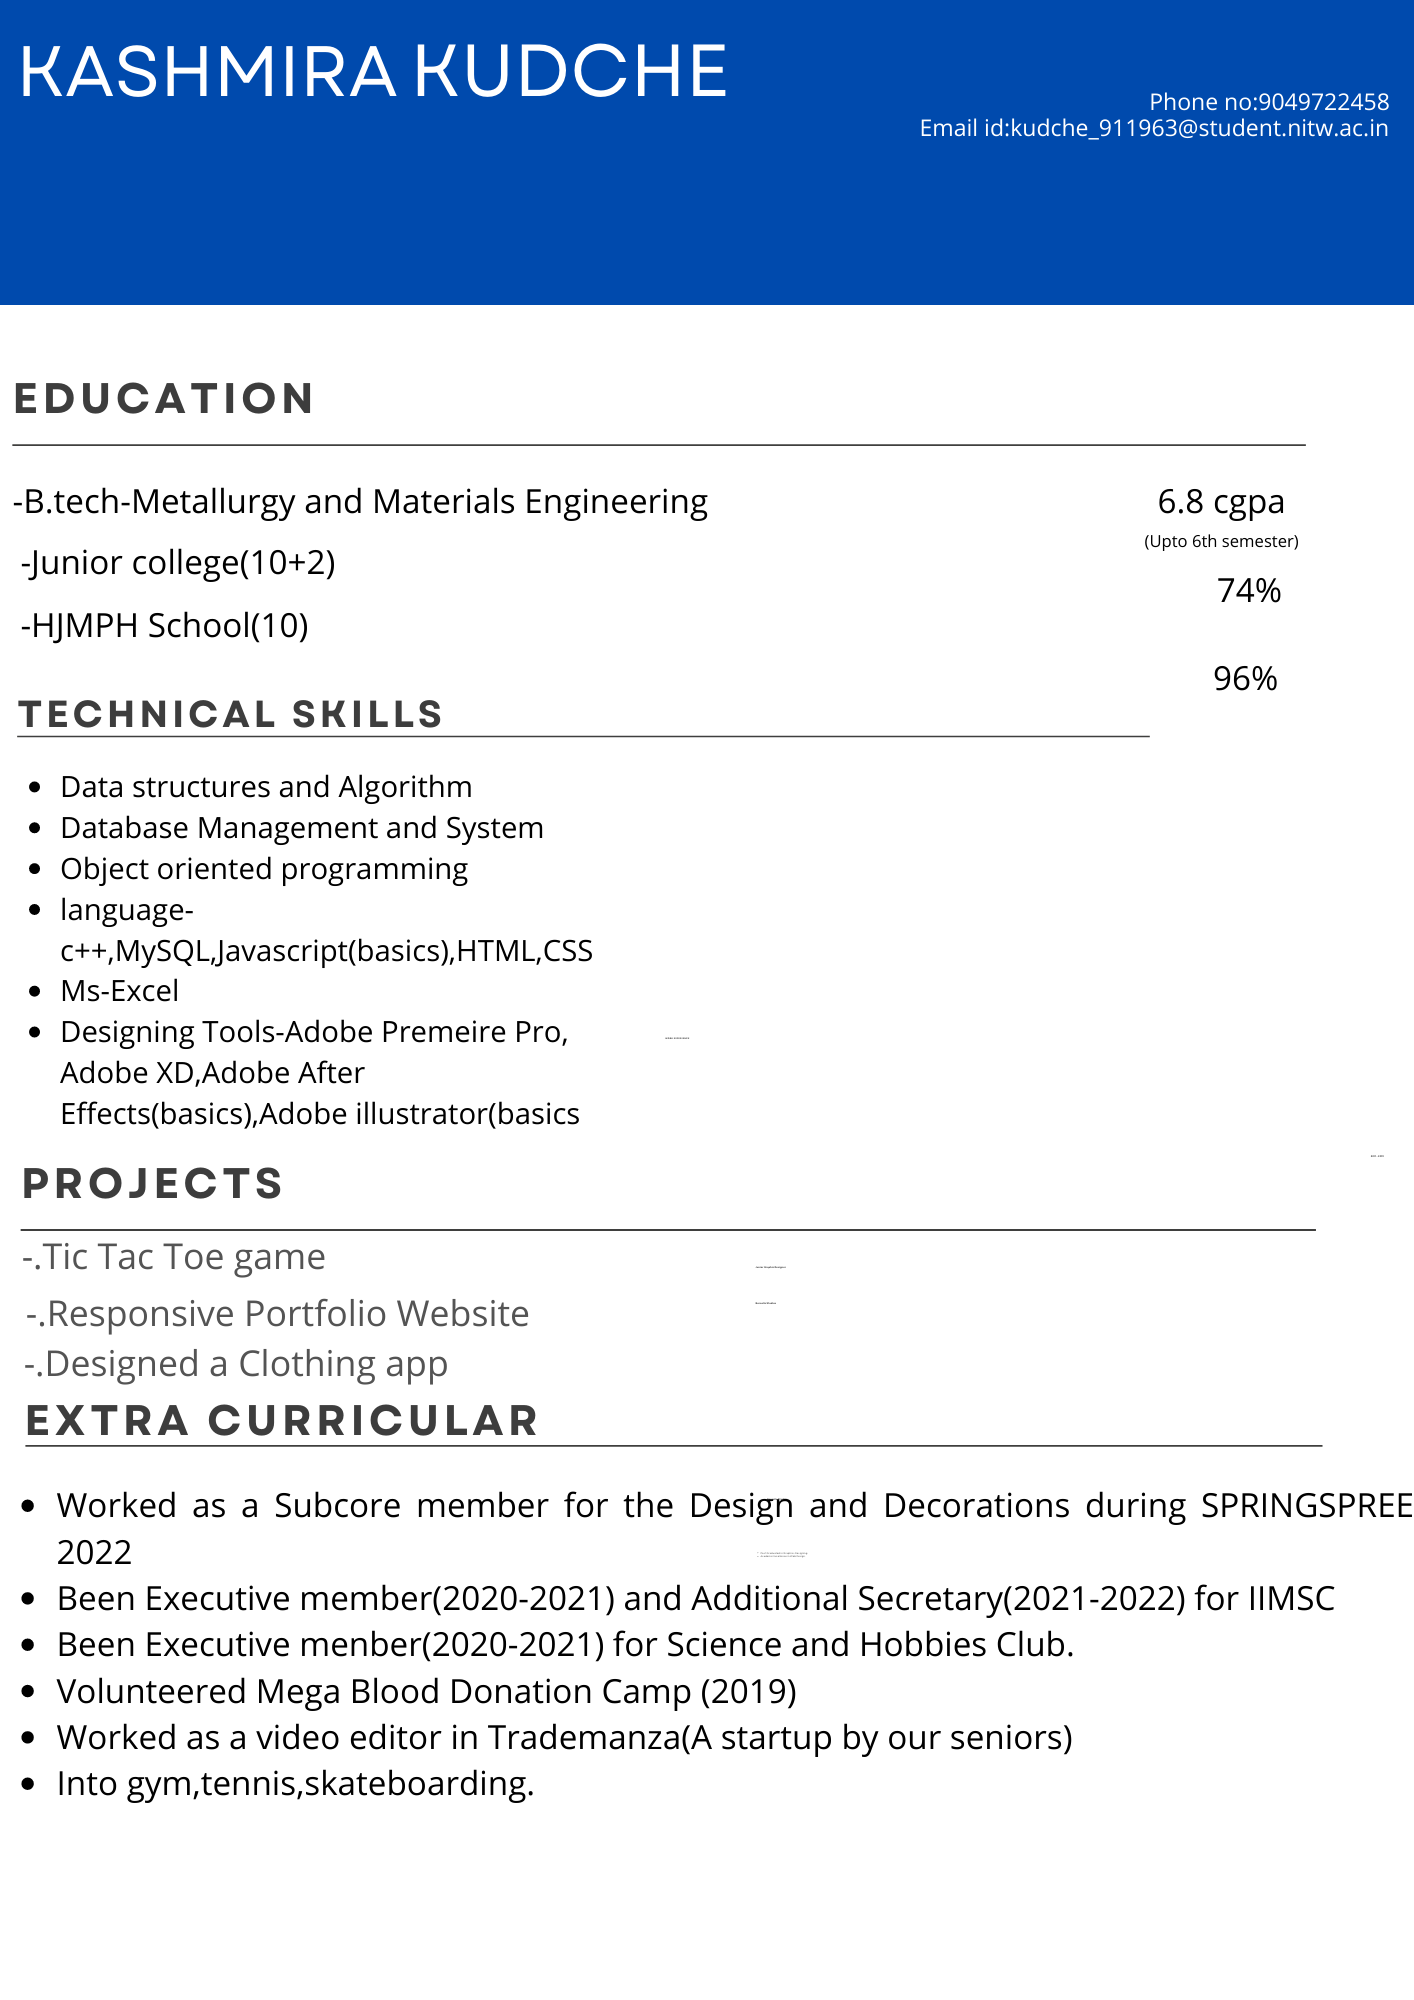 KASHMIRA KUDCHE
Phone no:9049722458
Email id:kudche_911963@student.nitw.ac.in
EDUCATION
-B.tech-Metallurgy and Materials Engineering
6.8 cgpa
(Upto 6th semester)
-Junior college(10+2)
74%
-HJMPH School(10)
96%
TECHNICAL SKILLS
• Data structures and Algorithm
• Database Management and System
• Object oriented programming
• language-
c++,MySQL,Javascript(basics),HTML,CSS
• Ms-Excel
• Designing Tools-Adobe Premeire Pro,
Adobe XD,Adobe After
Effects(basics),Adobe illustrator(basics
PROJECTS
-.Tic Tac Toe game
-.Responsive Portfolio Website
-.Designed a Clothing app
EXTRA CURRICULAR
• Worked as a Subcore member for the Design and Decorations during SPRINGSPREE
2022
• Been Executive member(2020-2021) and Additional Secretary(2021-2022) for IIMSC
• Been Executive menber(2020-2021) for Science and Hobbies Club.
• Volunteered Mega Blood Donation Camp (2019)
• Worked as a video editor in Trademanza(A startup by our seniors)
• Into gym,tennis,skateboarding.